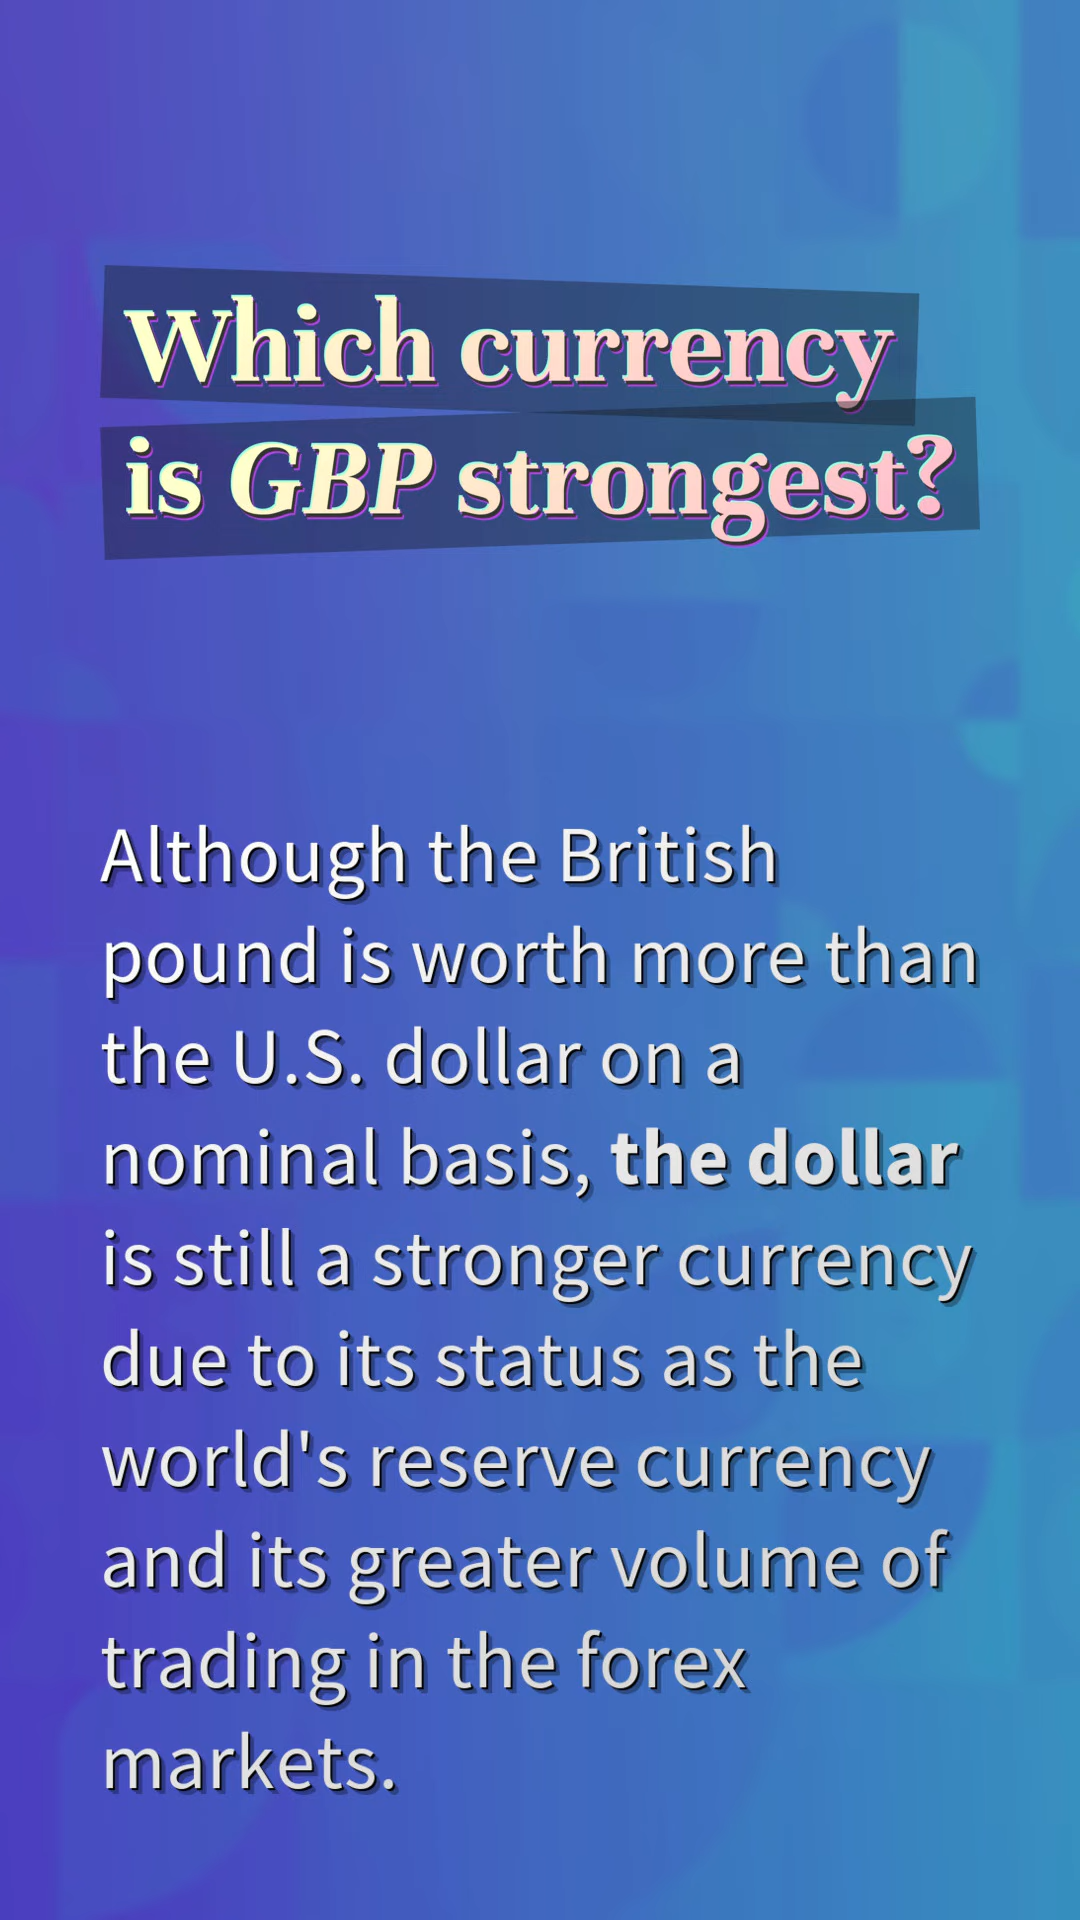 Which currency
is GBP strongest?
Although the British
pound is worth more than
the U.S. dollar on a
nominal basis, the dollar
is still a stronger currency
due to its status as the
world's reserve currency
and its greater volume of
trading in the forex
markets.